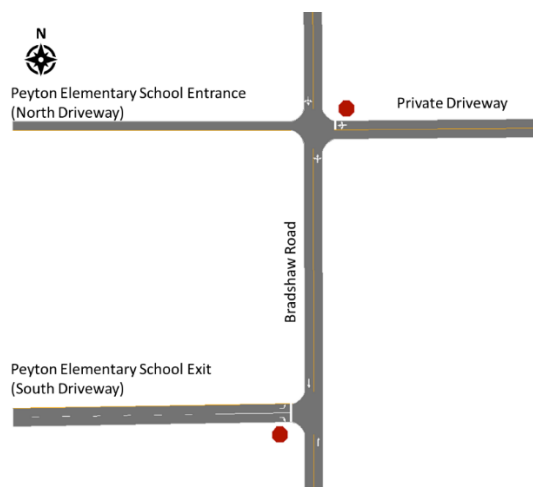 N
Peyton Elementary School Entrance
(North Driveway)
Private Driveway
Bradshaw Road
Peyton Elementary School Exit
(South Driveway)